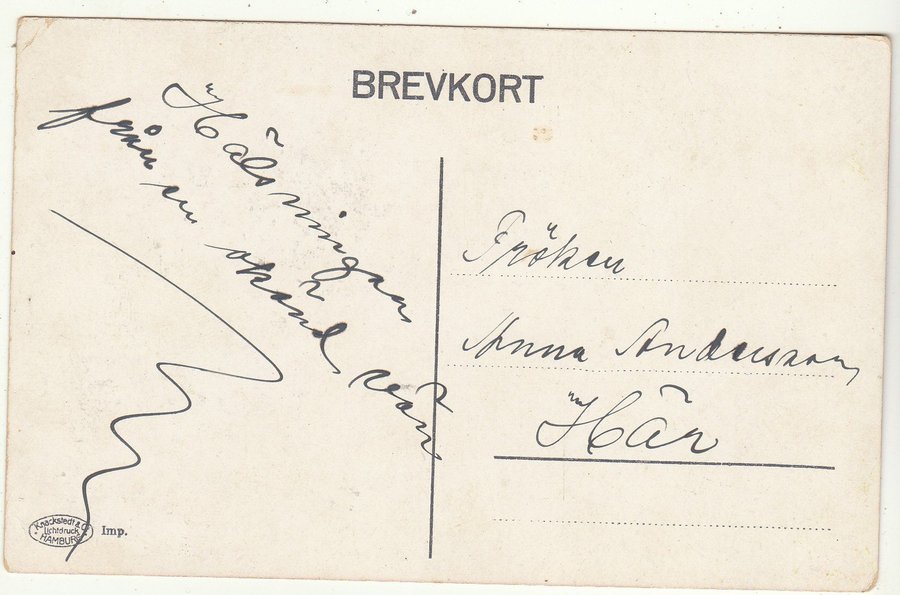 BREVKORT
Hälsningar
från en okänd vän
Fröken
Anna Andersson
Här
Knackstedt & Co
Lichtdruck
HAMBURG
Imp.